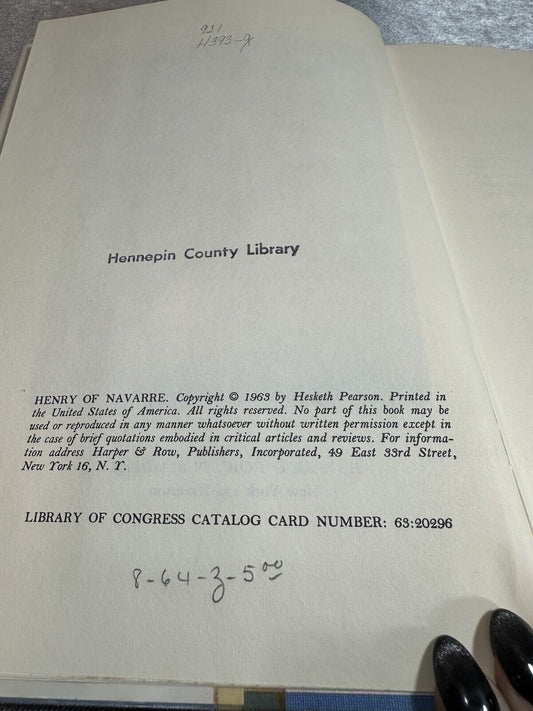 921
H393-y
Hennepin County Library
HENRY OF NAVARRE. Copyright © 1963 by Hesketh Pearson. Printed in
the United States of America. All rights reserved. No part of this book may be
used or reproduced in any manner whatsoever without written permission except in
the case of brief quotations embodied in critical articles and reviews. For informa-
tion address Harper & Row, Publishers, Incorporated, 49 East 33rd Street,
New York 16, N. Y.
LIBRARY OF CONGRESS CATALOG CARD NUMBER: 63:20296
8-64-z-5⁰⁰